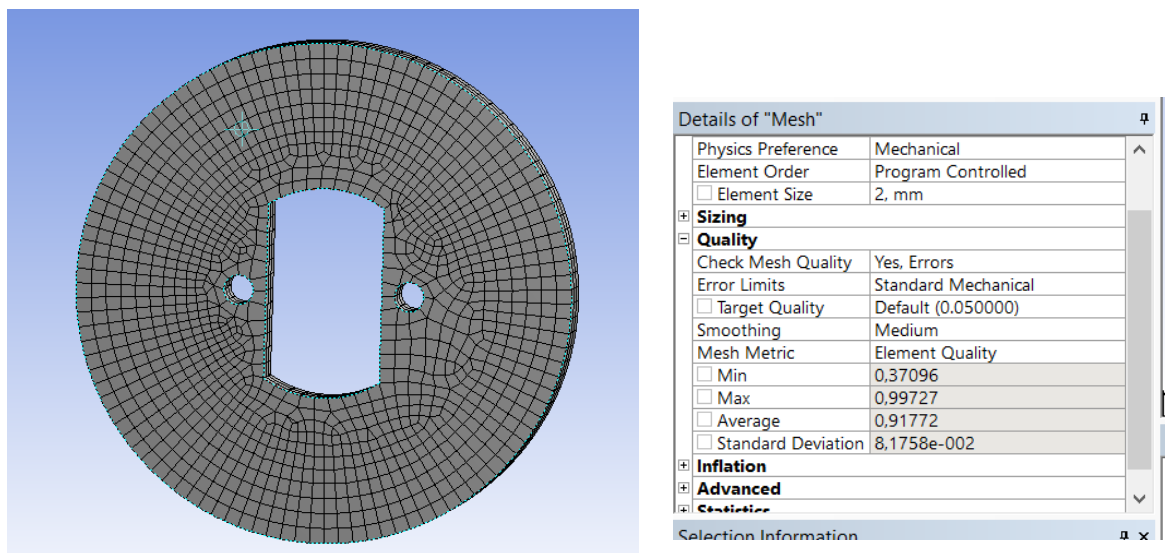 Details of "Mesh"
Physics Preference Mechanical
Element Order Program Controlled
Element Size 2, mm
Sizing
Quality
Check Mesh Quality Yes, Errors
Error Limits Standard Mechanical
Target Quality Default (0.050000)
Smoothing Medium
Mesh Metric Element Quality
Min 0,37096
Max 0,99727
Average 0,91772
Standard Deviation 8,1758e-002
Inflation
Advanced
Statistics
Selection Information